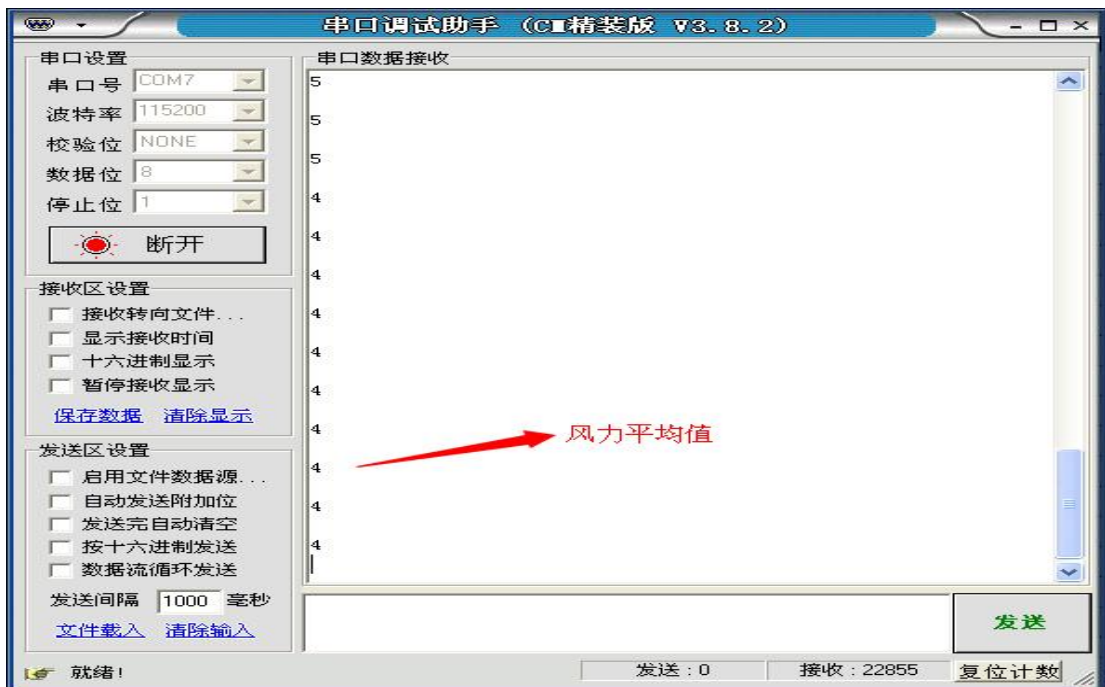 串口调试助手 (CM精装版 V3.8.2)
串口设置
串口号 COM7
波特率 115200
校验位 NONE
数据位 8
停止位 1
断开
接收区设置
接收转向文件...
显示接收时间
十六进制显示
暂停接收显示
保存数据 清除显示
发送区设置
启用文件数据源...
自动发送附加位
发送完自动清空
按十六进制发送
数据流循环发送
发送间隔 1000 毫秒
文件载入 清除输入
串口数据接收
5
5
5
4
4
4
4
4
4
4
4
4
4
风力平均值
发送
就绪!
发送:0
接收:22855
复位计数